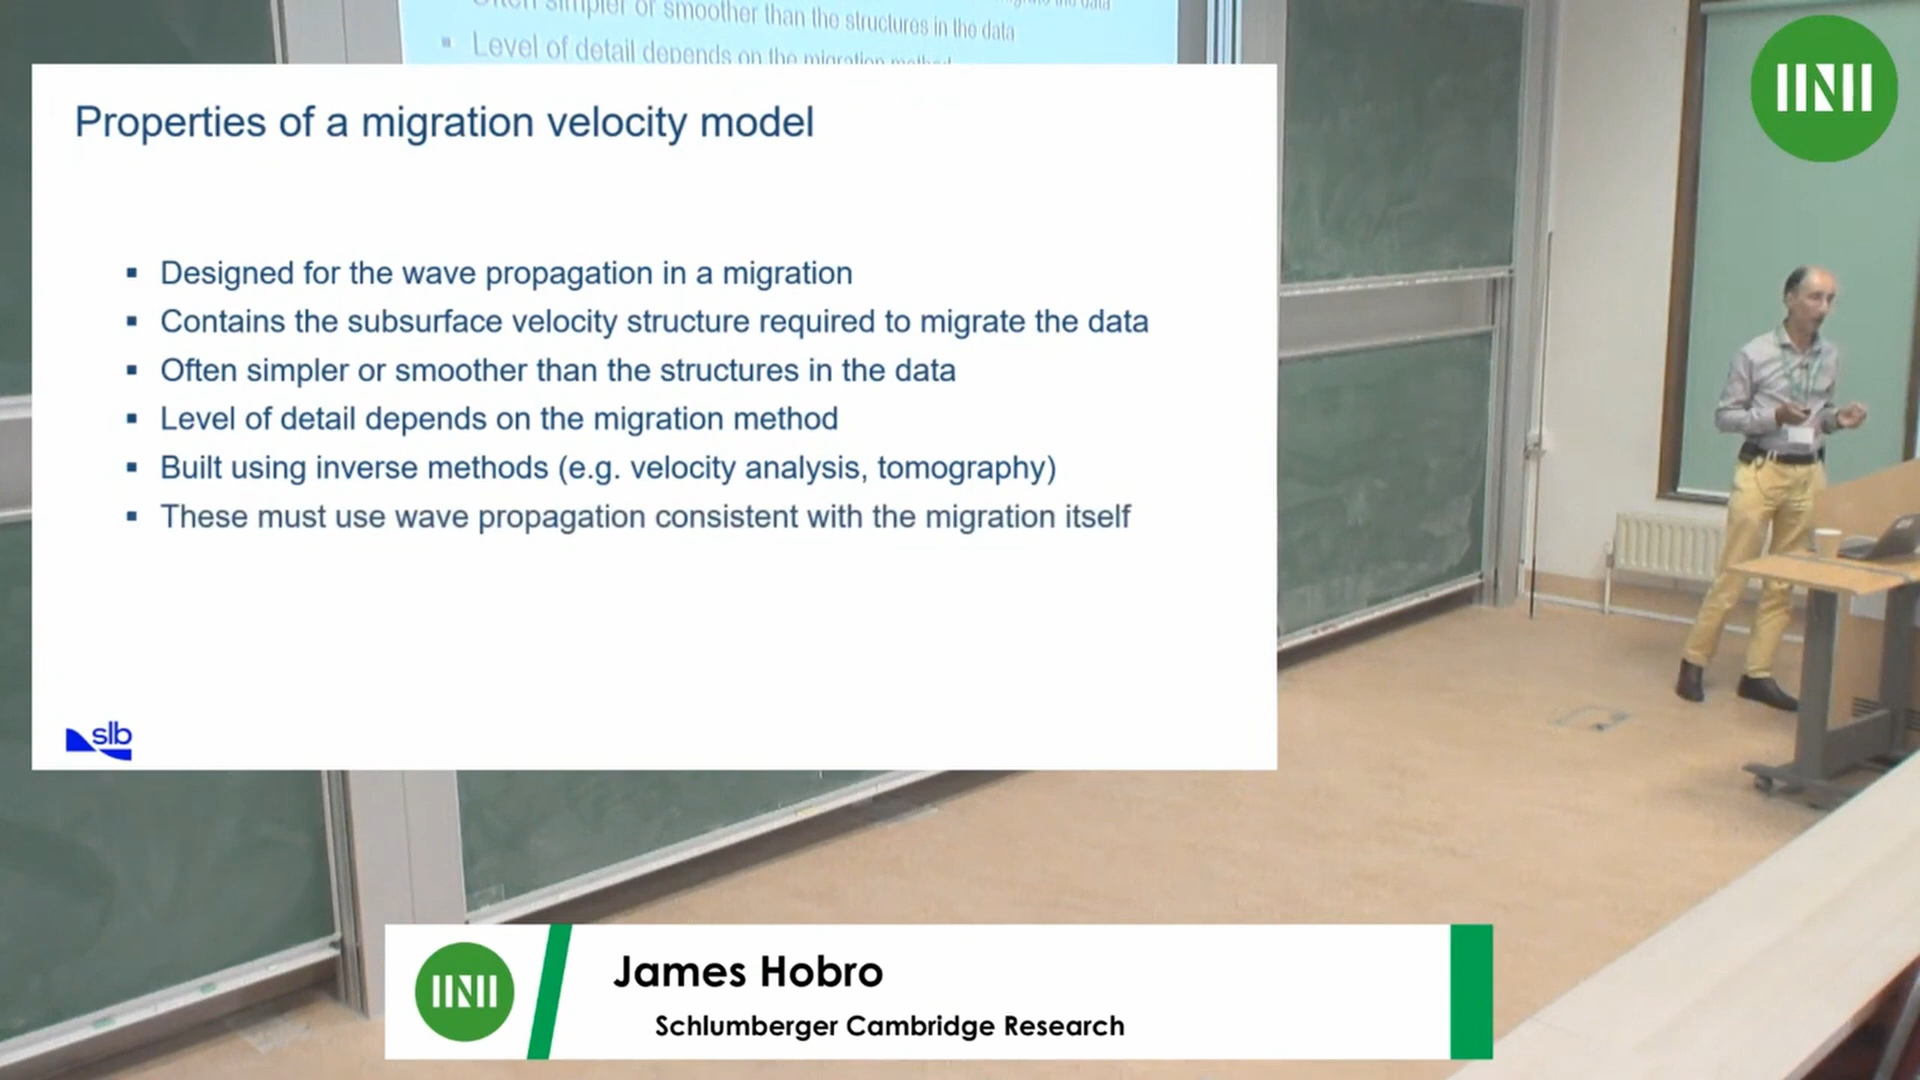 Often simpler or smoother than the structures in the data
▪ Level of detail depends on the migration method
Properties of a migration velocity model
▪ Designed for the wave propagation in a migration
▪ Contains the subsurface velocity structure required to migrate the data
▪ Often simpler or smoother than the structures in the data
▪ Level of detail depends on the migration method
▪ Built using inverse methods (e.g. velocity analysis, tomography)
▪ These must use wave propagation consistent with the migration itself
slb
James Hobro
Schlumberger Cambridge Research